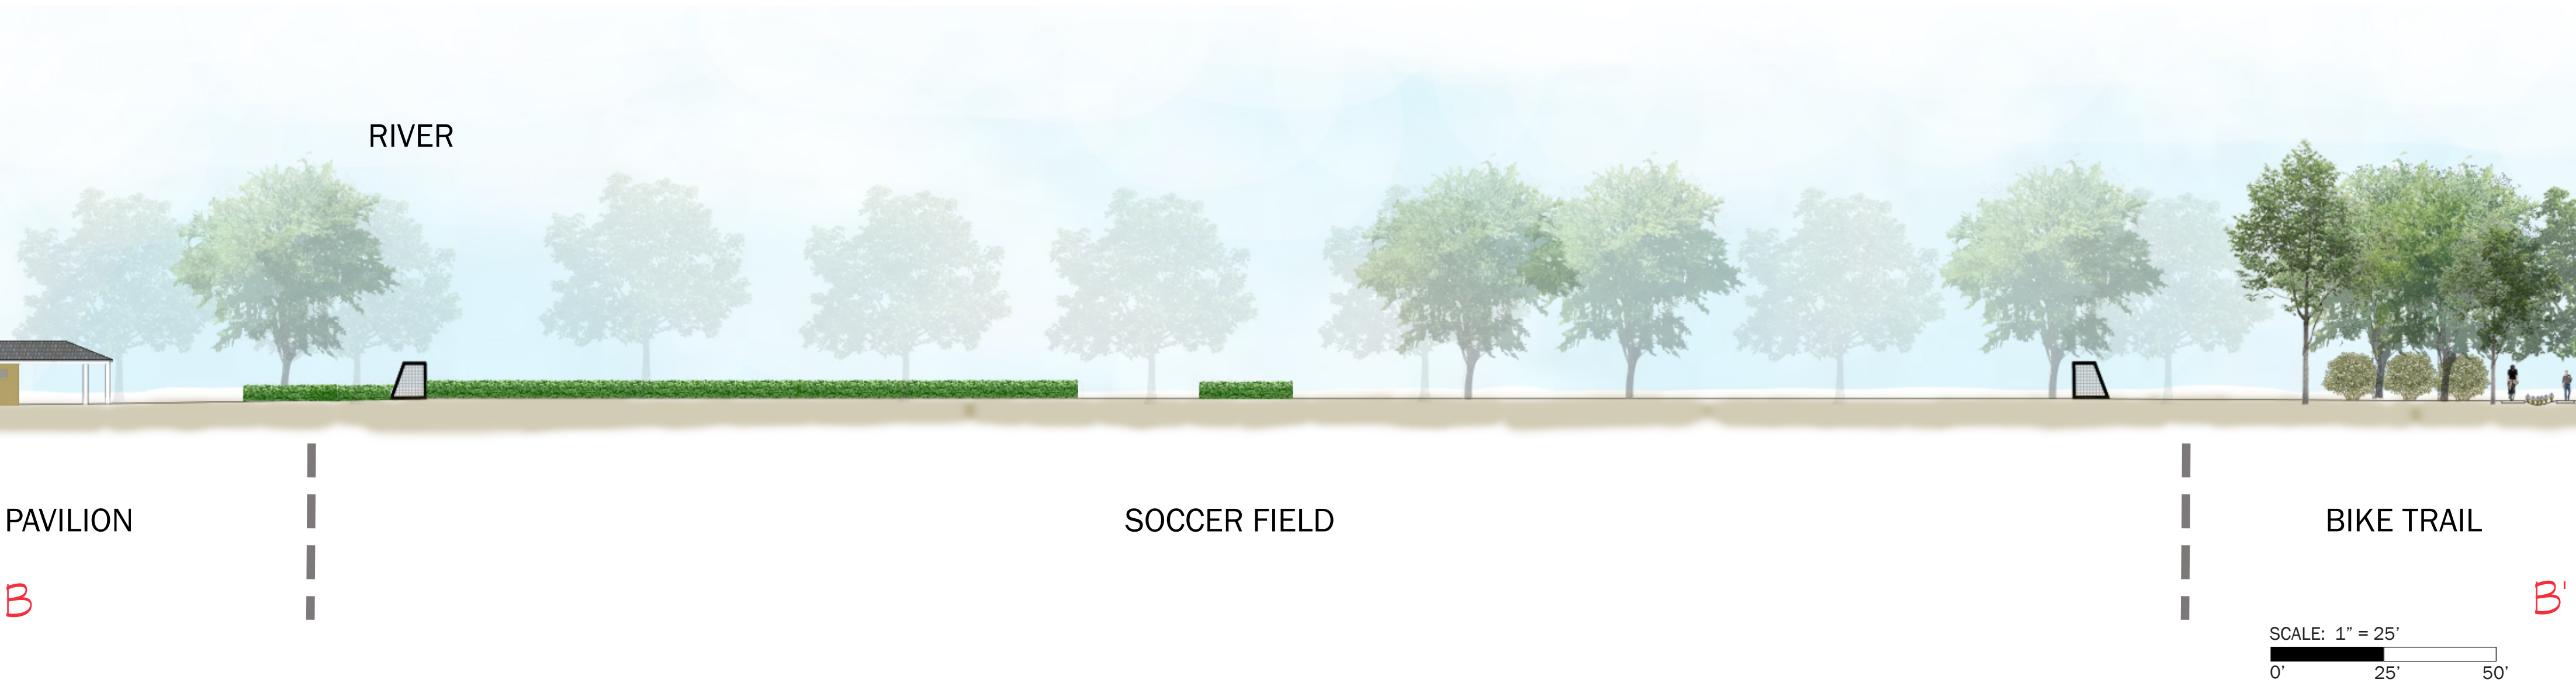 RIVER
PAVILION
SOCCER FIELD
BIKE TRAIL
B
B'
SCALE:  1” = 25’
0’
25’
50’